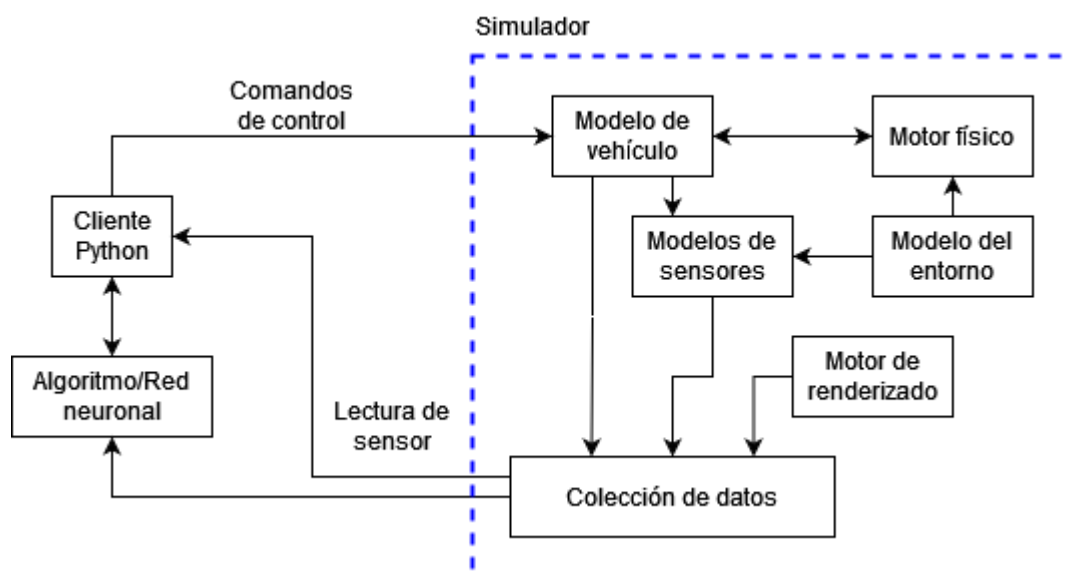 Simulador
Comandos
de control
Modelo de
vehículo
Motor físico
Cliente
Python
Modelos de
sensores
Modelo del
entorno
Motor de
renderizado
Algoritmo/Red
neuronal
Lectura de
sensor
Colección de datos